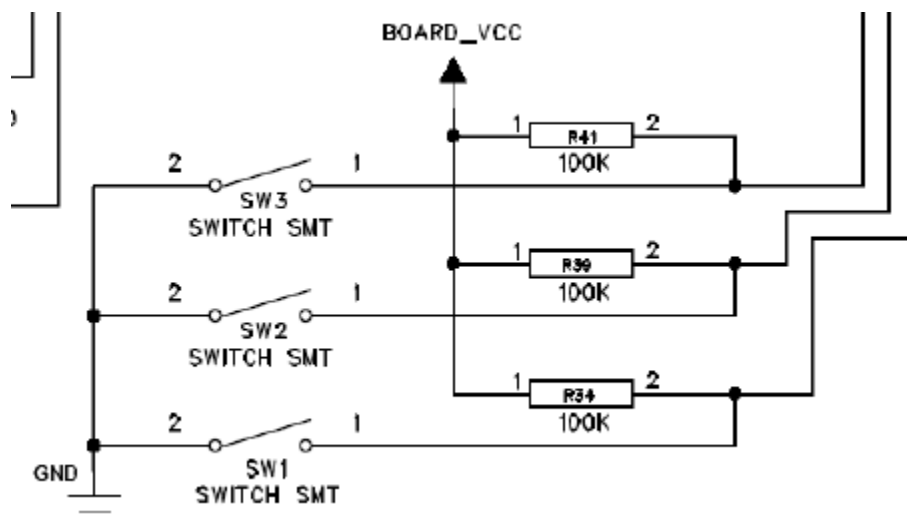 BOARD_VCC
1 R41 2
100K
2 1
SW3
SWITCH SMT
1 R39 2
100K
2 1
SW2
SWITCH SMT
1 R34 2
100K
2 1
SW1
SWITCH SMT
GND